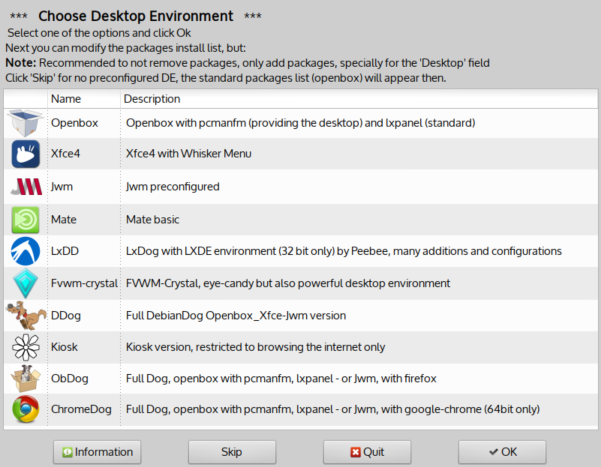 *** Choose Desktop Environment ***
Select one of the options and click Ok
Next you can modify the packages install list, but:
Note: Recommended to not remove packages, only add packages, specially for the 'Desktop' field
Click 'Skip' for no preconfigured DE, the standard packages list (openbox) will appear then.
Name Description
Openbox Openbox with pcmanfm (providing the desktop) and lxpanel (standard)
Xfce4 Xfce4 with Whisker Menu
Jwm Jwm preconfigured
Mate Mate basic
LxDD LxDog with LXDE environment (32 bit only) by Peebee, many additions and configurations
Fvwm-crystal FVWM-Crystal, eye-candy but also powerful desktop environment
DDog Full DebianDog Openbox_Xfce-Jwm version
Kiosk Kiosk version, restricted to browsing the internet only
ObDog Full Dog, openbox with pcmanfm, lxpanel - or Jwm, with firefox
ChromeDog Full Dog, openbox with pcmanfm, lxpanel - or Jwm, with google-chrome (64bit only)
Information Skip Quit OK